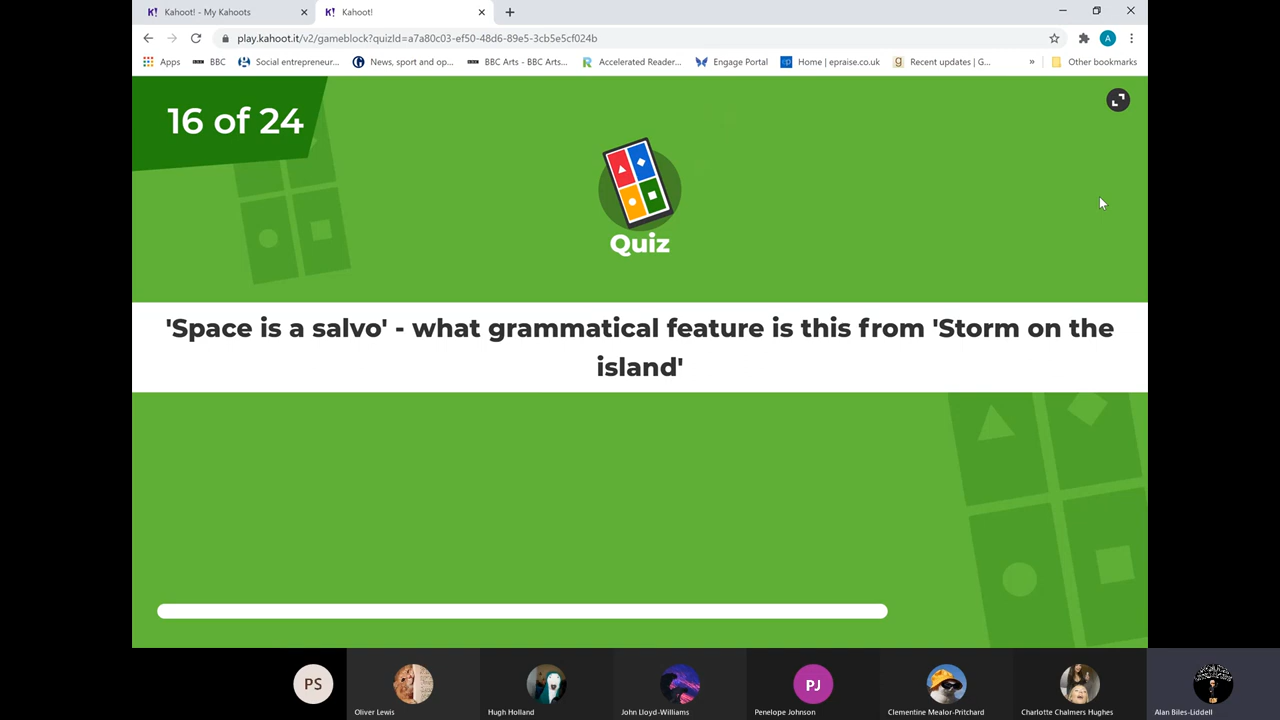 Kahoot! - My Kahoots
Kahoot!
play.kahoot.it/v2/gameblock?quizId=a7a80c03-ef50-48d6-89e5-3cb5e5cf024b
A
Apps
BBC
Social entrepreneur...
News, sport and op...
BBC Arts - BBC Arts...
Accelerated Reader...
Engage Portal
Home | epraise.co.uk
Recent updates | G...
»
Other bookmarks
16 of 24
Quiz
'Space is a salvo' - what grammatical feature is this from 'Storm on the
island'
PS
PJ
Oliver Lewis
Hugh Holland
John Lloyd-Williams
Penelope Johnson
Clementine Mealor-Pritchard
Charlotte Chalmers Hughes
Alan Biles-Liddell